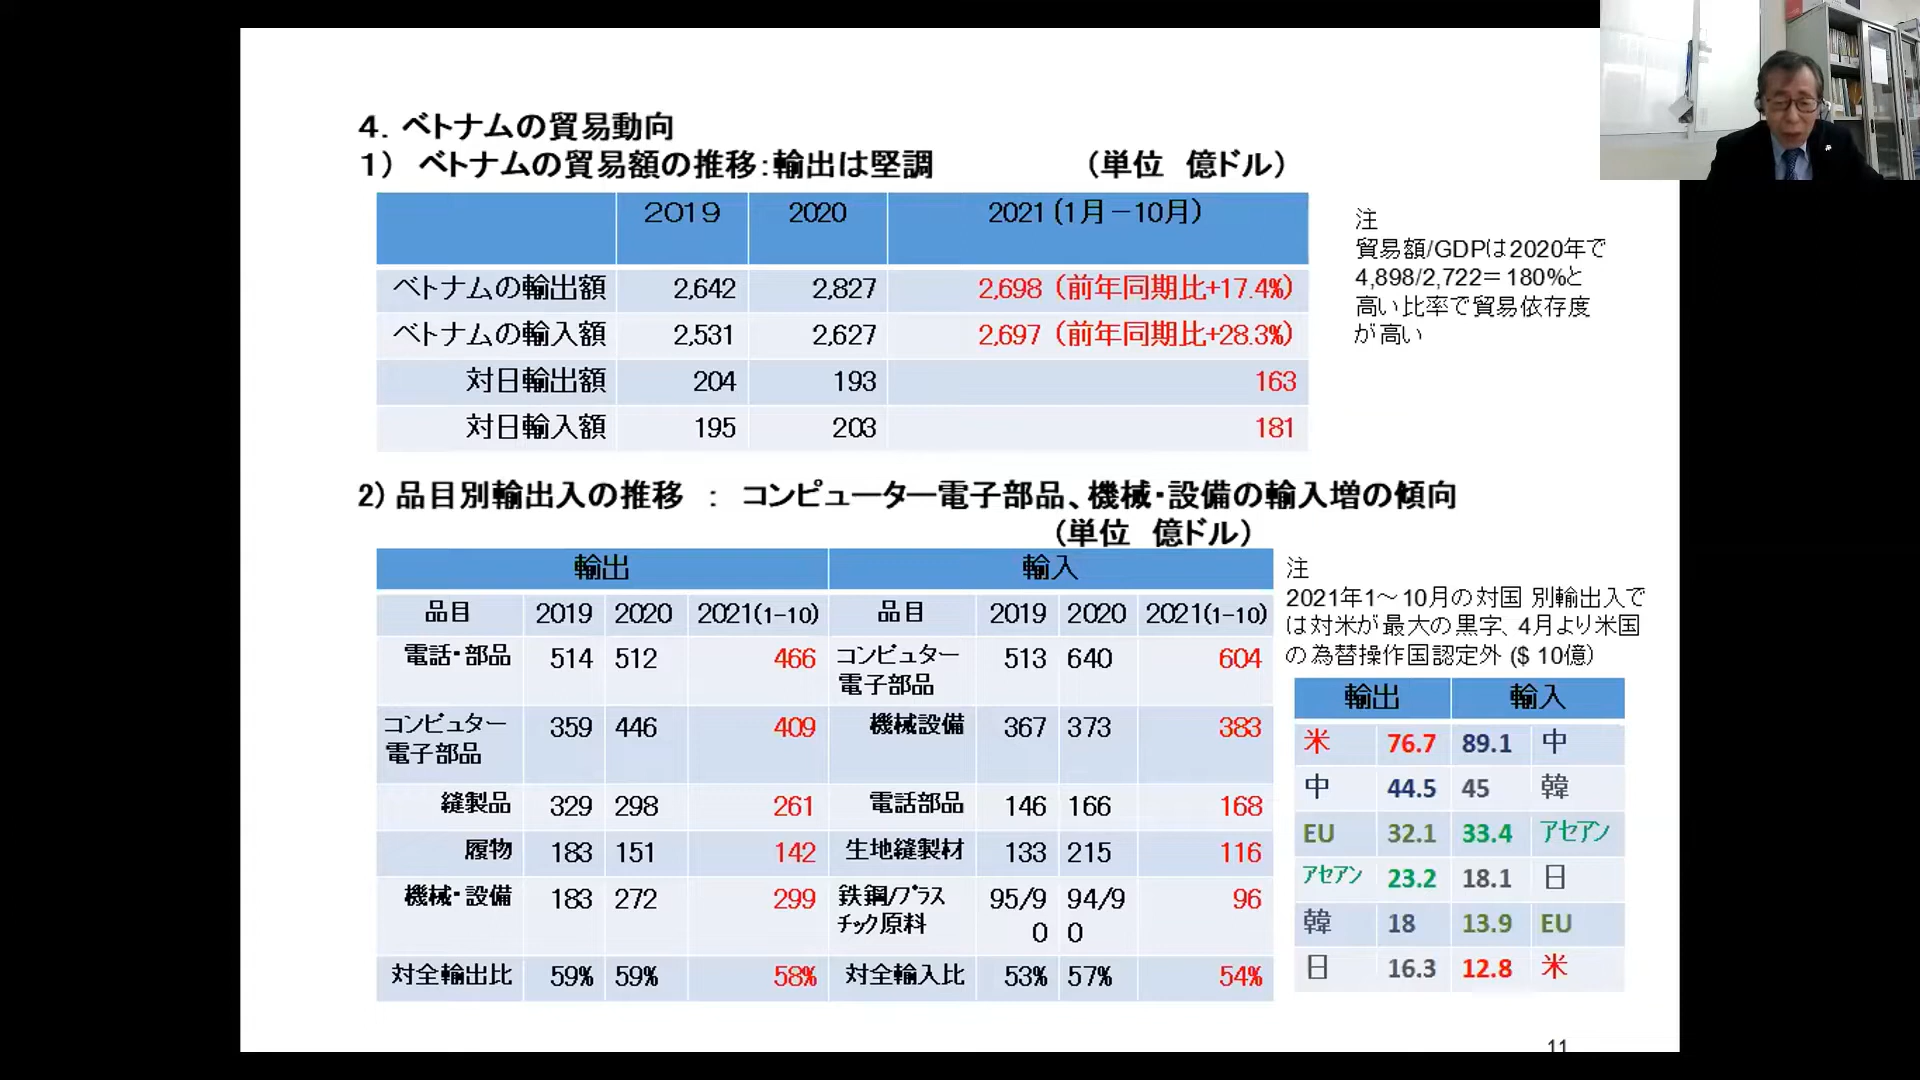 ４．ベトナムの貿易動向
１）　ベトナムの貿易額の推移：輸出は堅調　（単位　億ドル）
２０１９　2020　2021（１月－10月）
ベトナムの輸出額　2,642　2,827　2,698（前年同期比+17.4%）
ベトナムの輸入額　2,531　2,627　2,697（前年同期比+28.3%）
対日輸出額　204　193　163
対日輸入額　195　203　181
注
貿易額/GDPは2020年で
4,898/2,722＝180%と
高い比率で貿易依存度
が高い
2) 品目別輸出入の推移　：　コンピューター電子部品、機械・設備の輸入増の傾向
（単位　億ドル）
輸出　輸入
品目　2019　2020　2021(1-10)　品目　2019　2020　2021(1-10)
電話・部品　514　512　466　コンピュター　513　640　604
電子部品
コンピュター　359　446　409　機械設備　367　373　383
電子部品
縫製品　329　298　261　電話部品　146　166　168
履物　183　151　142　生地縫製材　133　215　116
機械・設備　183　272　299　鉄鋼/プラス　95/9　94/9　96
チック原料　0　0
対全輸出比　59%　59%　58%　対全輸入比　53%　57%　54%
注
2021年1～10月の対国 別輸出入で
は対米が最大の黒字、4月より米国
の為替操作国認定外 ($ 10億）
輸出　輸入
米　76.7　89.1　中
中　44.5　45　韓
EU　32.1　33.4　アセアン
アセアン　23.2　18.1　日
韓　18　13.9　EU
日　16.3　12.8　米
11